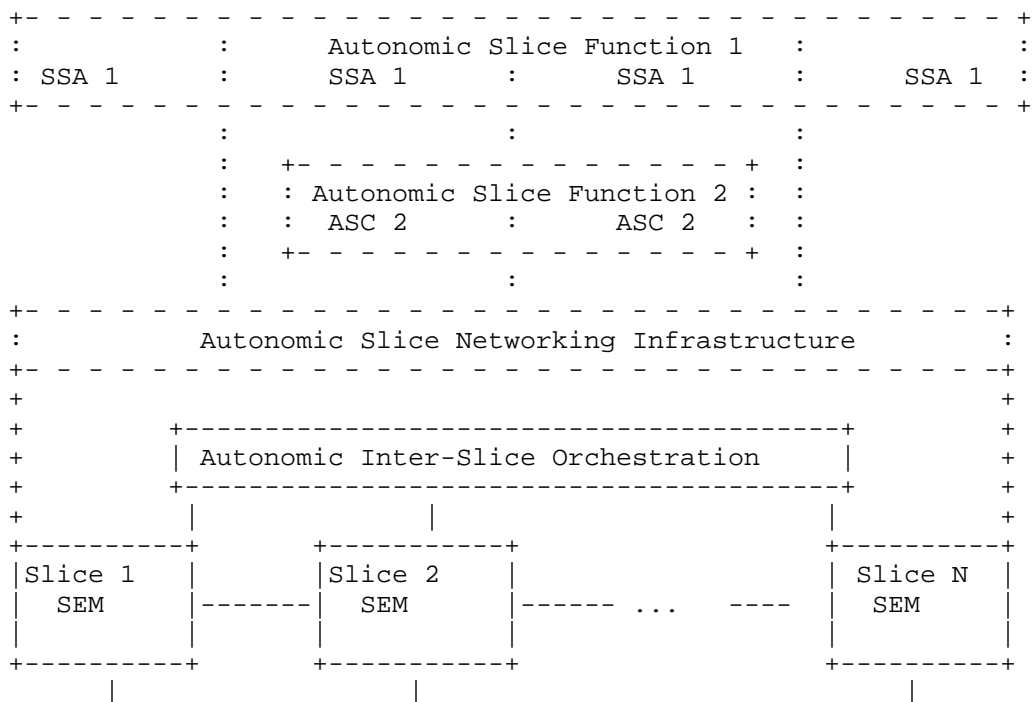 +- - - - - - - - - - - - - - - - - - - - - - - - - - - - - - - +
:            :      Autonomic Slice Function 1   :             :
: SSA 1      :      SSA 1      :      SSA 1      :      SSA 1  :
+- - - - - - - - - - - - - - - - - - - - - - - - - - - - - - - +
             :                 :                 :
             :   +- - - - - - - - - - - - - - +  :
             :   : Autonomic Slice Function 2 :  :
             :   :  ASC 2      :      ASC 2   :  :
             :   +- - - - - - - - - - - - - - +  :
             :                 :                 :
+- - - - - - - - - - - - - - - - - - - - - - - - - - - - - - -+
:           Autonomic Slice Networking Infrastructure         :
+- - - - - - - - - - - - - - - - - - - - - - - - - - - - - - -+
+                                                             +
+         +-----------------------------------------+         +
+         | Autonomic Inter-Slice Orchestration     |         +
+         +-----------------------------------------+         +
+          |              |                        |          +
+----------+       +-----------+                   +----------+
|Slice 1   |       |Slice 2    |                   | Slice N  |
|  SEM     |-------|  SEM      |------ ...   ----  |  SEM     |
|          |       |           |                   |          |
+----------+       +-----------+                   +----------+
      |                  |                              |